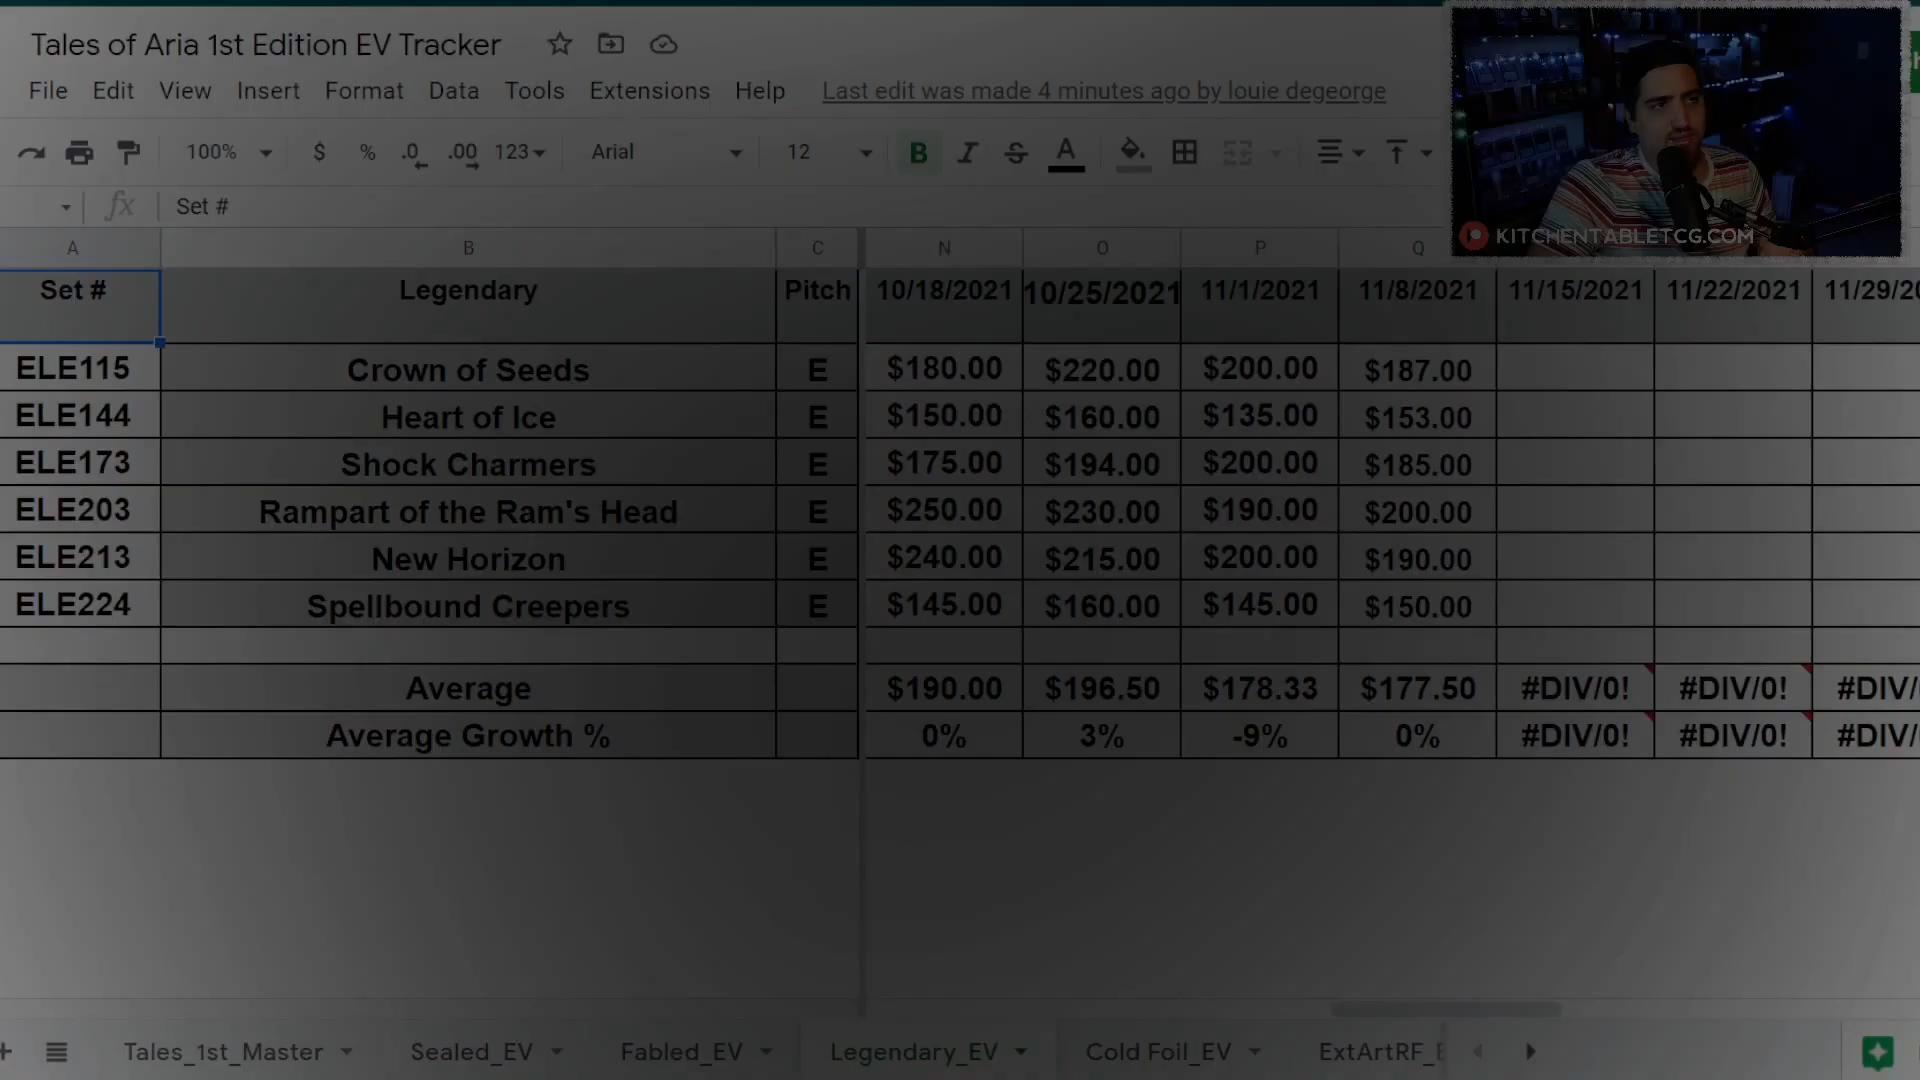 Tales of Aria 1st Edition EV Tracker
File Edit View Insert Format Data Tools Extensions Help Last edit was made 4 minutes ago by louie degeorge
100% $ % .0 .00 123 Arial 12 B I S A
fx Set #
KITCHENTABLETCG.COM
A B C N O P Q
Set # Legendary Pitch 10/18/2021 10/25/2021 11/1/2021 11/8/2021 11/15/2021 11/22/2021 11/29/20
ELE115 Crown of Seeds E $180.00 $220.00 $200.00 $187.00
ELE144 Heart of Ice E $150.00 $160.00 $135.00 $153.00
ELE173 Shock Charmers E $175.00 $194.00 $200.00 $185.00
ELE203 Rampart of the Ram's Head E $250.00 $230.00 $190.00 $200.00
ELE213 New Horizon E $240.00 $215.00 $200.00 $190.00
ELE224 Spellbound Creepers E $145.00 $160.00 $145.00 $150.00
Average $190.00 $196.50 $178.33 $177.50 #DIV/0! #DIV/0! #DIV/
Average Growth % 0% 3% -9% 0% #DIV/0! #DIV/0! #DIV/
Tales_1st_Master Sealed_EV Fabled_EV Legendary_EV Cold Foil_EV ExtArtRF_E